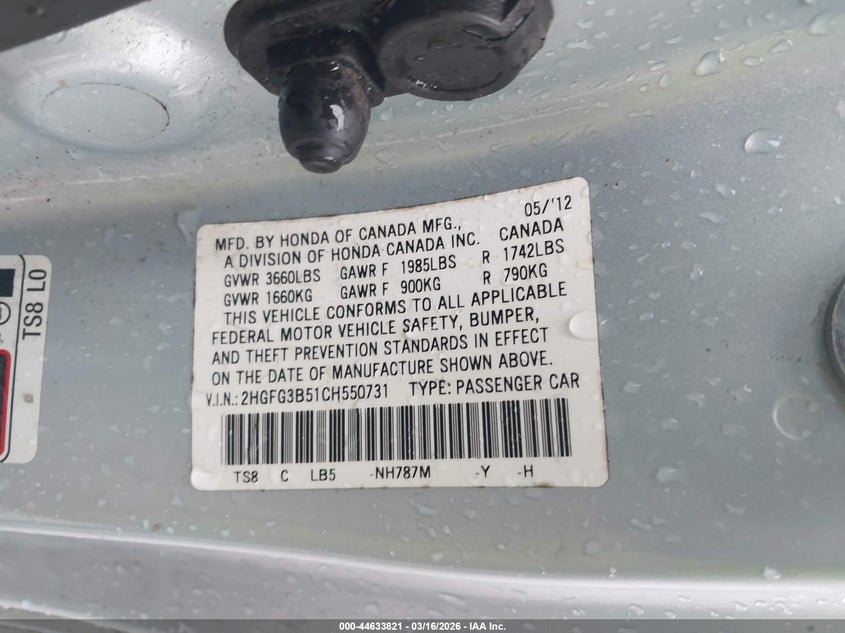 05/'12
MFD. BY HONDA OF CANADA MFG.,
A DIVISION OF HONDA CANADA INC. CANADA
GVWR 3660LBS GAWR F 1985LBS R 1742LBS
GVWR 1660KG GAWR F 900KG R 790KG
THIS VEHICLE CONFORMS TO ALL APPLICABLE
FEDERAL MOTOR VEHICLE SAFETY, BUMPER,
AND THEFT PREVENTION STANDARDS IN EFFECT
ON THE DATE OF MANUFACTURE SHOWN ABOVE.
V.I.N.: 2HGFG3B51CH550731 TYPE: PASSENGER CAR
TS8 C LB5 -NH787M -Y -H
TS8 L0
000-44633821 - 03/16/2026 - IAA Inc.